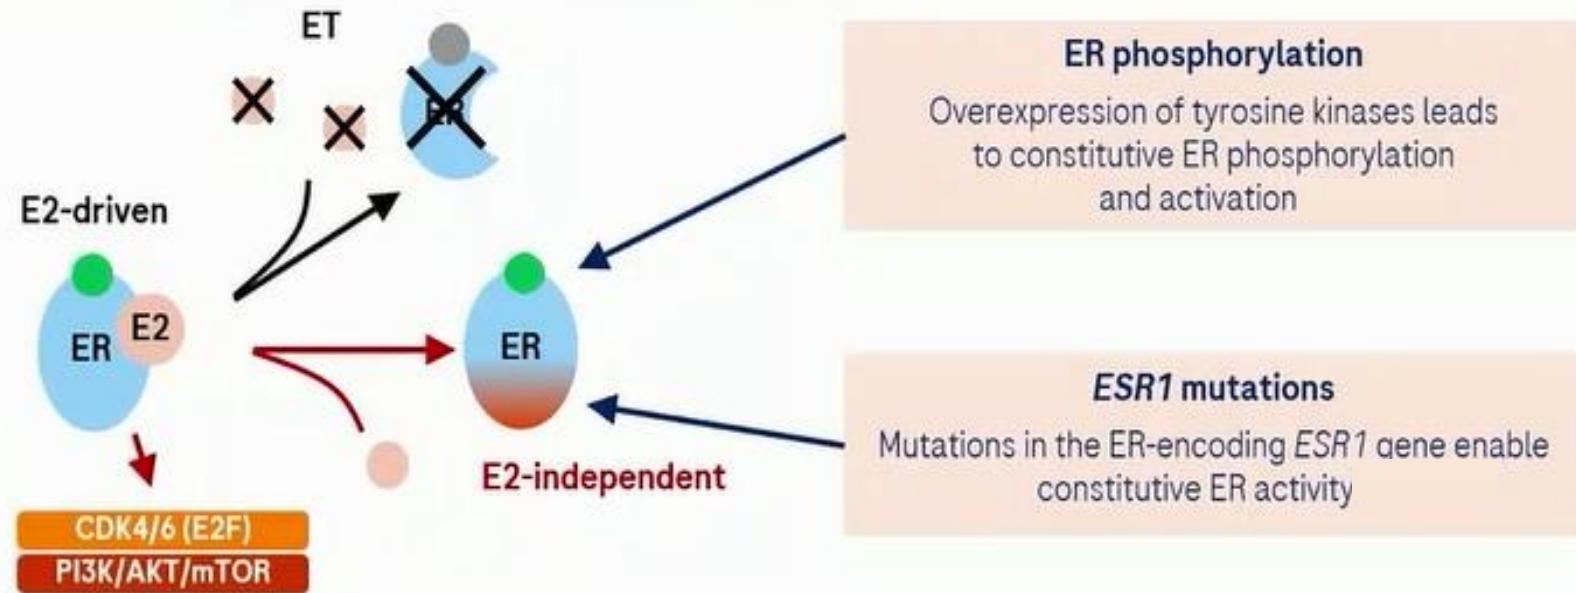 ET
ER
E2-driven
ER
E2
ER
E2-independent
CDK4/6 (E2F)
PI3K/AKT/mTOR
ER phosphorylation
Overexpression of tyrosine kinases leads
to constitutive ER phosphorylation
and activation
ESR1 mutations
Mutations in the ER-encoding ESR1 gene enable
constitutive ER activity